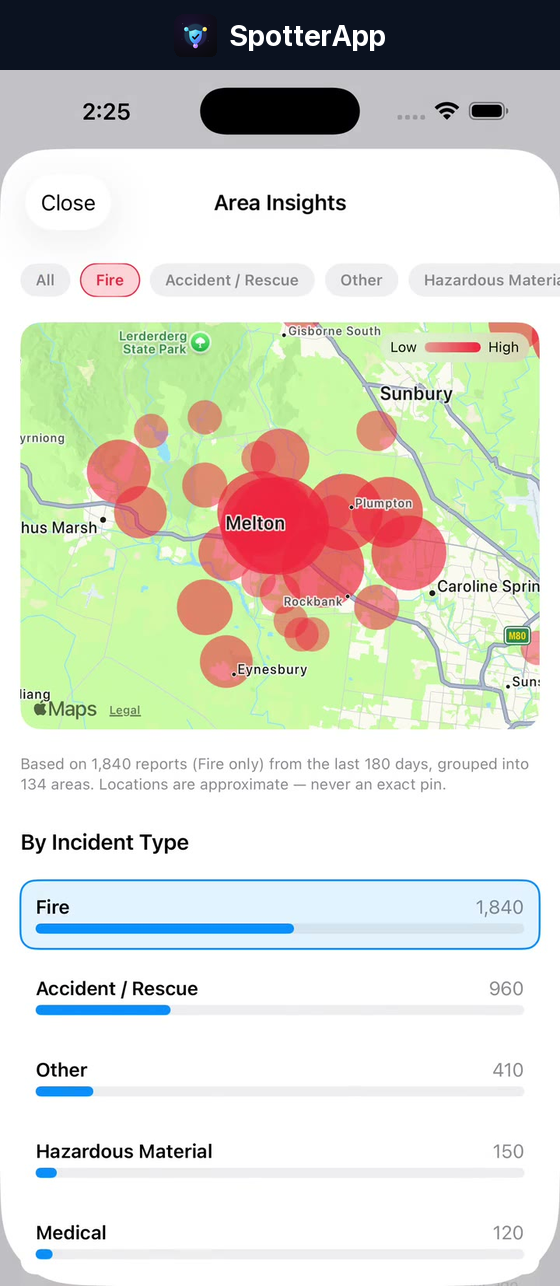 SpotterApp
2:25
Close
Area Insights
All
Fire
Accident / Rescue
Other
Hazardous Materia
Lerderderg
State Park
Gisborne South
Low
High
Sunbury
yrniong
Plumpton
Melton
hus Marsh
Caroline Sprin
Rockbank
M80
Eynesbury
Suns
liang
Maps
Legal
Based on 1,840 reports (Fire only) from the last 180 days, grouped into
134 areas. Locations are approximate — never an exact pin.
By Incident Type
Fire
1,840
Accident / Rescue
960
Other
410
Hazardous Material
150
Medical
120